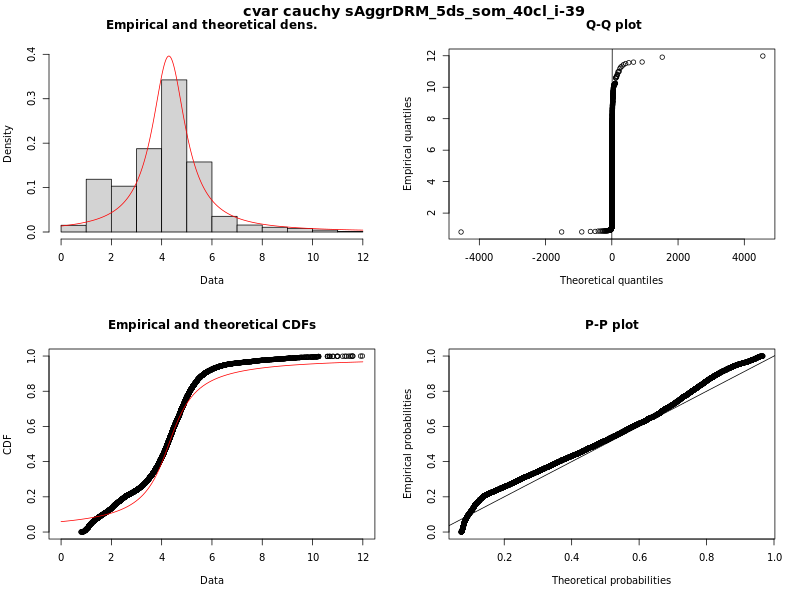 cvar cauchy sAggrDRM_5ds_som_40cl_i-39
Empirical and theoretical dens.
Density
0.0 0.1 0.2 0.3 0.4
0 2 4 6 8 10 12
Data
Q-Q plot
Empirical quantiles
2 4 6 8 10 12
-4000 -2000 0 2000 4000
Theoretical quantiles
Empirical and theoretical CDFs
CDF
0.0 0.2 0.4 0.6 0.8 1.0
0 2 4 6 8 10 12
Data
P-P plot
Empirical probabilities
0.0 0.2 0.4 0.6 0.8 1.0
0.2 0.4 0.6 0.8 1.0
Theoretical probabilities